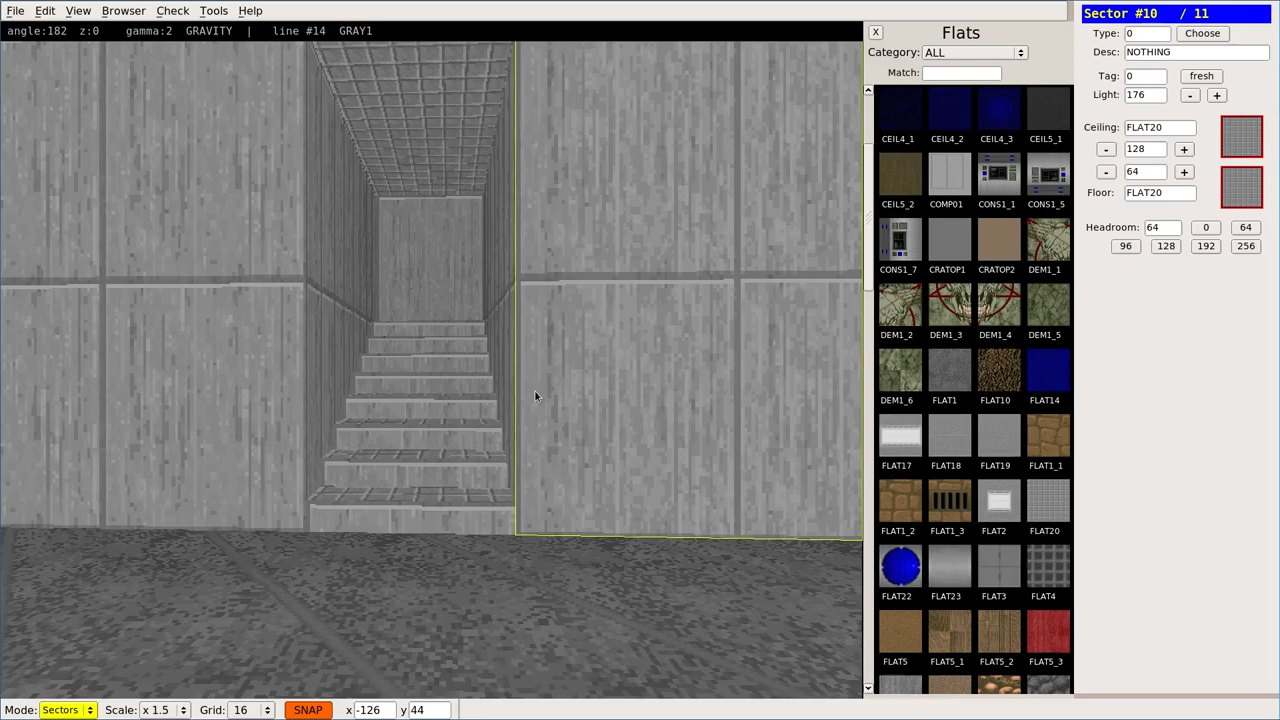 File Edit View Browser Check Tools Help
angle:182 z:0 gamma:2 GRAVITY | line #14 GRAY1
X Flats
Category: ALL
Match:
CEIL4_1 CEIL4_2 CEIL4_3 CEIL5_1
CEIL5_2 COMP01 CONS1_1 CONS1_5
CONS1_7 CRATOP1 CRATOP2 DEM1_1
DEM1_2 DEM1_3 DEM1_4 DEM1_5
DEM1_6 FLAT1 FLAT10 FLAT14
FLAT17 FLAT18 FLAT19 FLAT1_1
FLAT1_2 FLAT1_3 FLAT2 FLAT20
FLAT22 FLAT23 FLAT3 FLAT4
FLAT5 FLAT5_1 FLAT5_2 FLAT5_3
Sector #10 / 11
Type: 0 Choose
Desc: NOTHING
Tag: 0 fresh
Light: 176 - +
Ceiling: FLAT20
- 128 +
- 64 +
Floor: FLAT20
Headroom: 64 0 64
96 128 192 256
Mode: Sectors Scale: x 1.5 Grid: 16 SNAP x -126 y 44